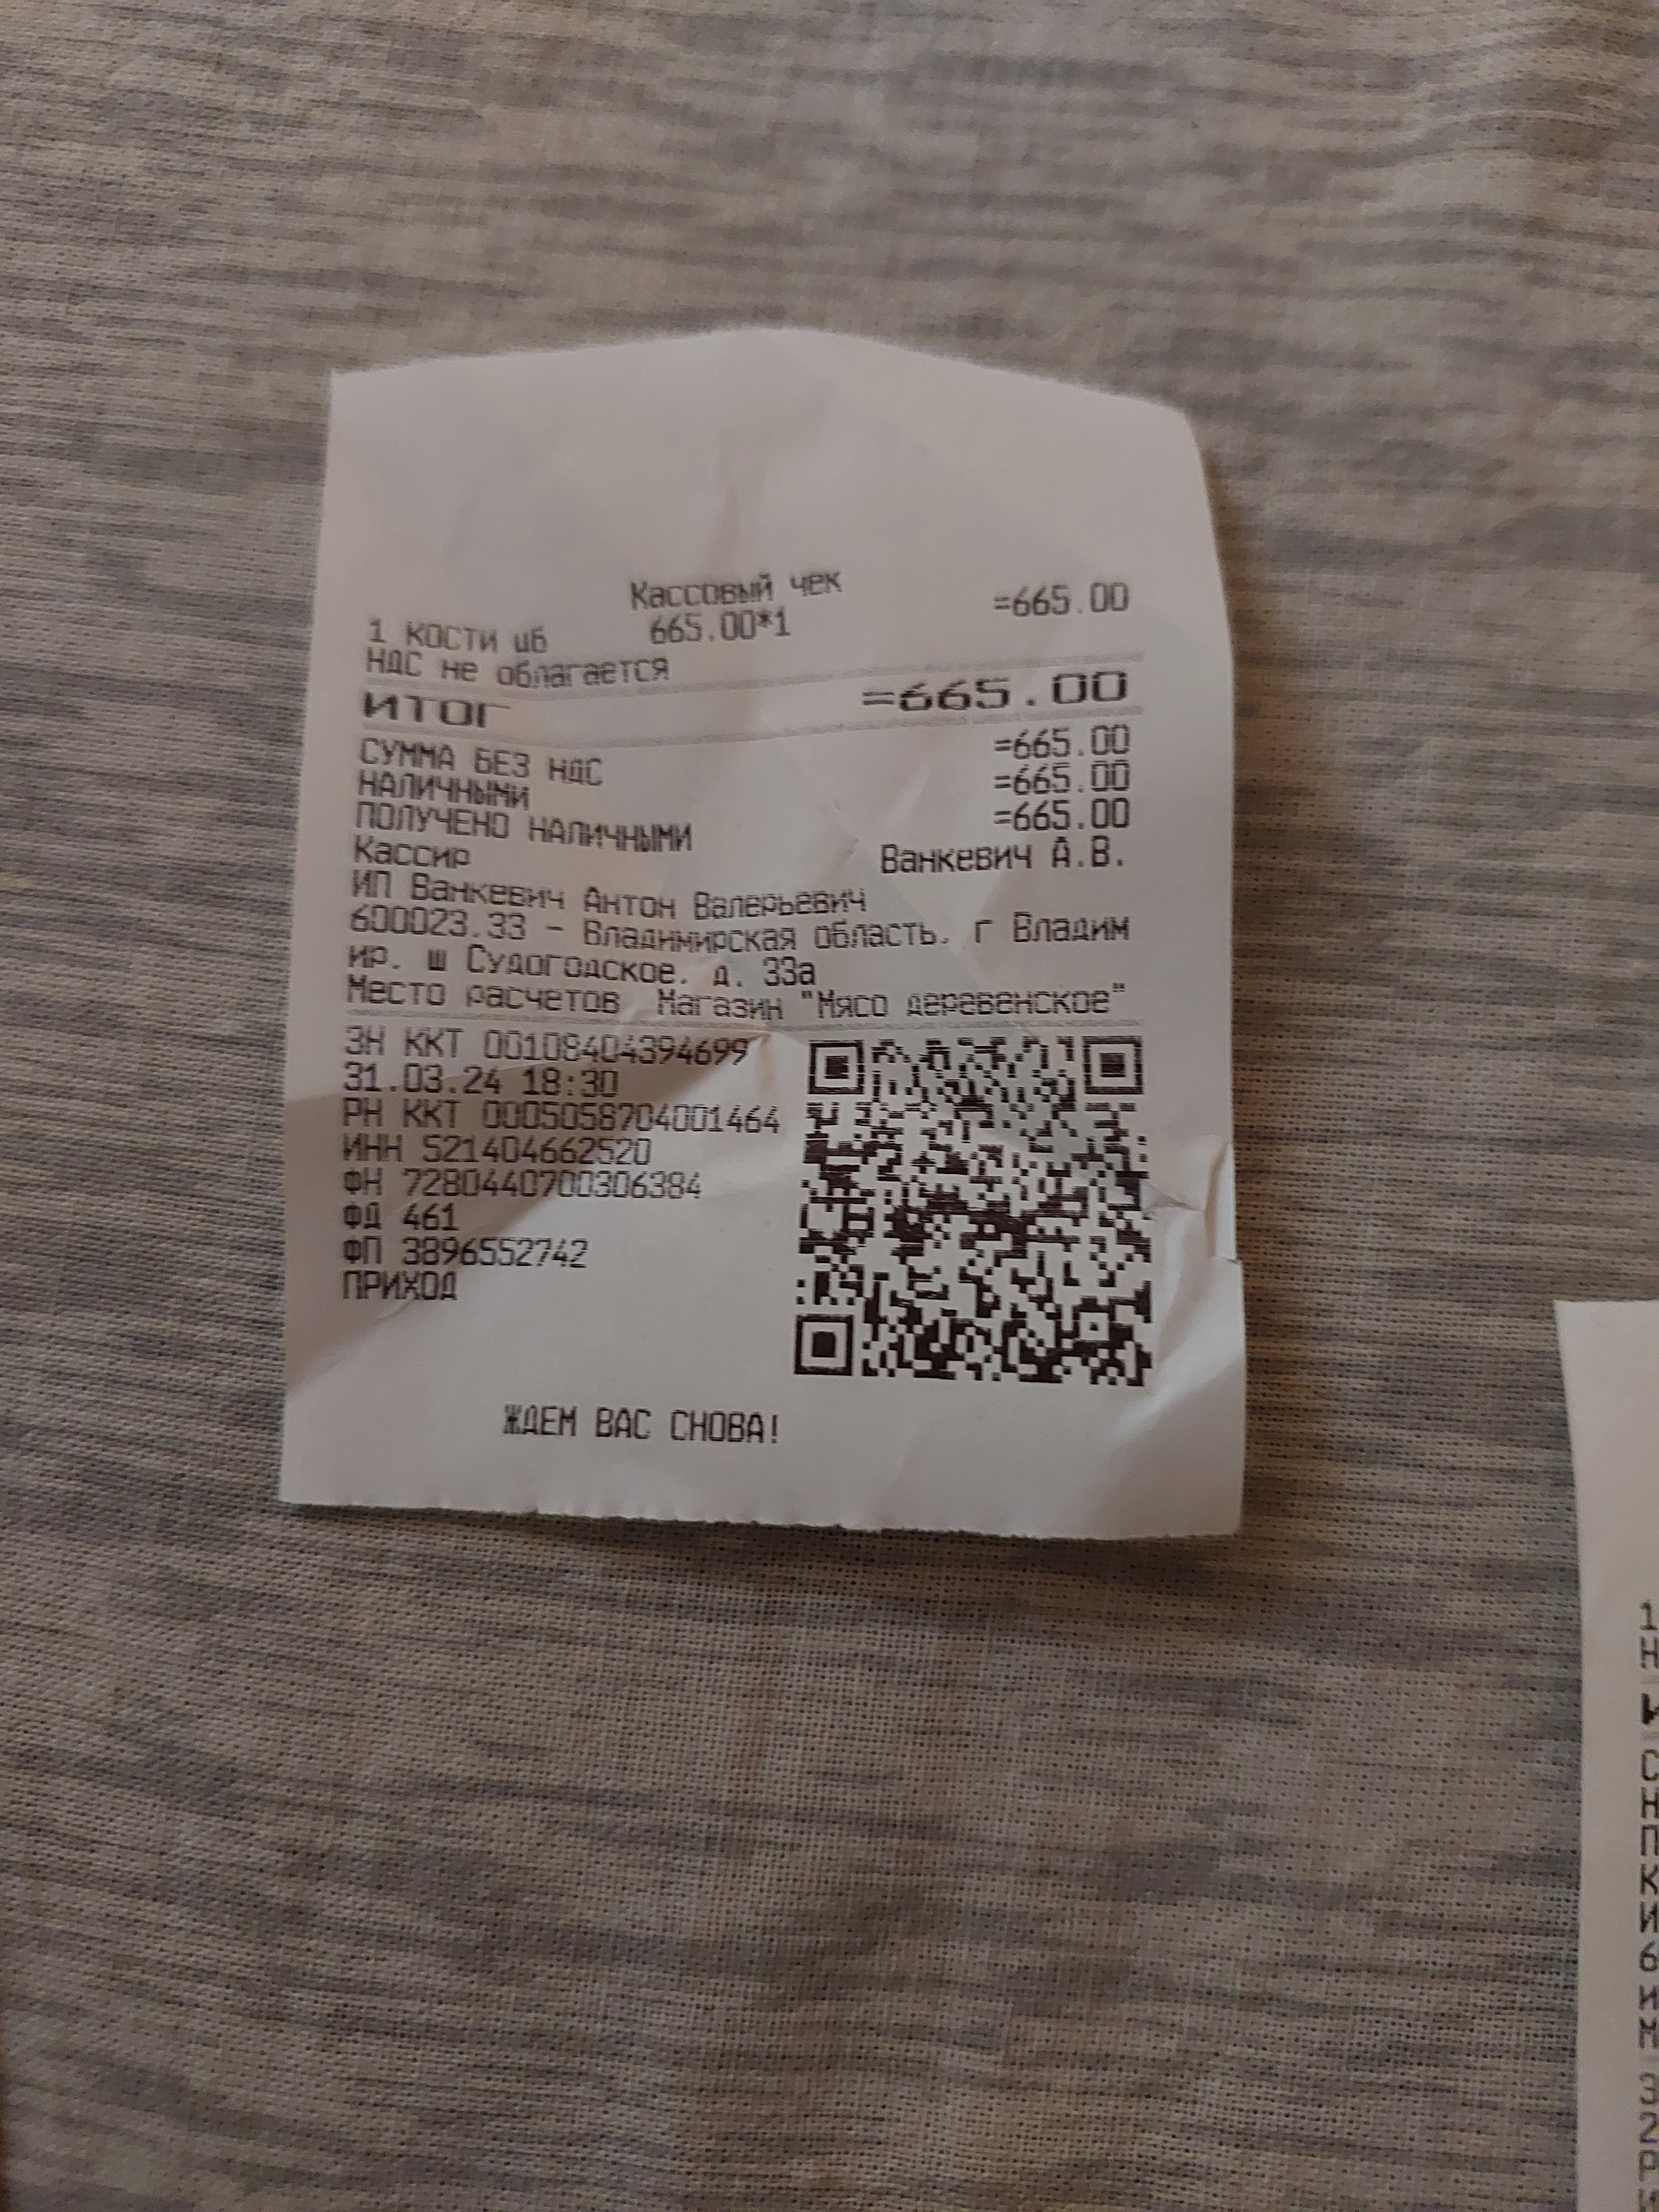 Кассовый чек
1 КОСТИ цб 665.00*1 =665.00
НДС не облагается
ИТОГ =665.00
СУММА БЕЗ НДС =665.00
НАЛИЧНЫМИ =665.00
ПОЛУЧЕНО НАЛИЧНЫМИ =665.00
Кассир Ванкевич А.В.
ИП Ванкевич Антон Валерьевич
600023,33 - Владимирская область, г Владим
ир, ш Судогодское, д. 33а
Место расчетов Магазин "Мясо деревенское"
ЗН ККТ 00108404394699
31.03.24 18:30
РН ККТ 0005058704001464
ИНН 521404662520
ФН 7280440700306384
ФД 461
ФП 3896552742
ПРИХОД
ЖДЕМ ВАС СНОВА!